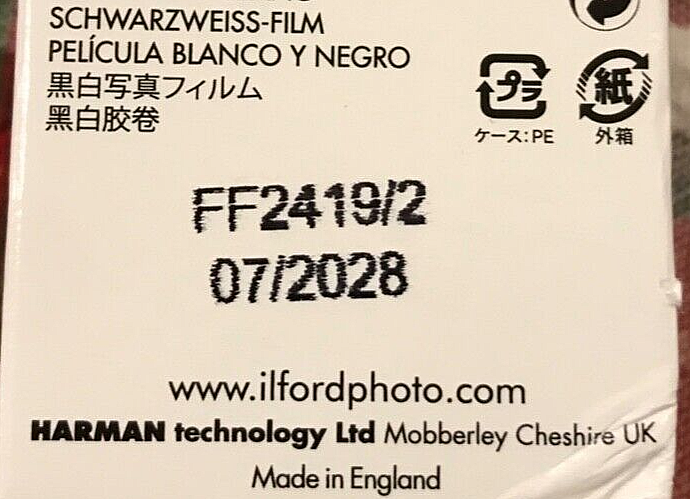 SCHWARZWEISS-FILM
PELÍCULA BLANCO Y NEGRO
黒白写真フィルム
黑白胶卷
プラ
紙
ケース:PE
外箱
FF2419/2
07/2028
www.ilfordphoto.com
HARMAN technology Ltd Mobberley Cheshire UK
Made in England